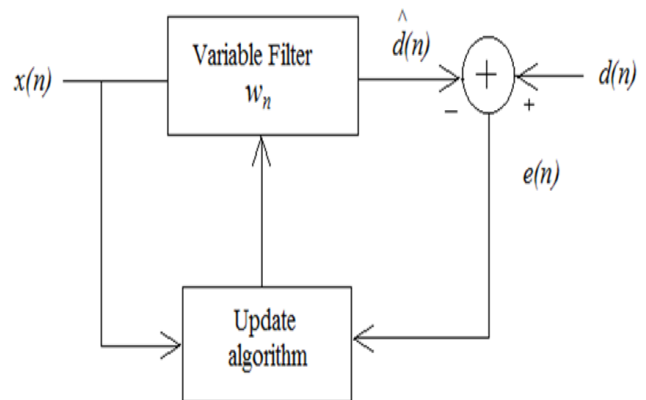 x(n)
Variable Filter
wₙ
^
d(n)
+
d(n)
−
+
e(n)
Update
algorithm